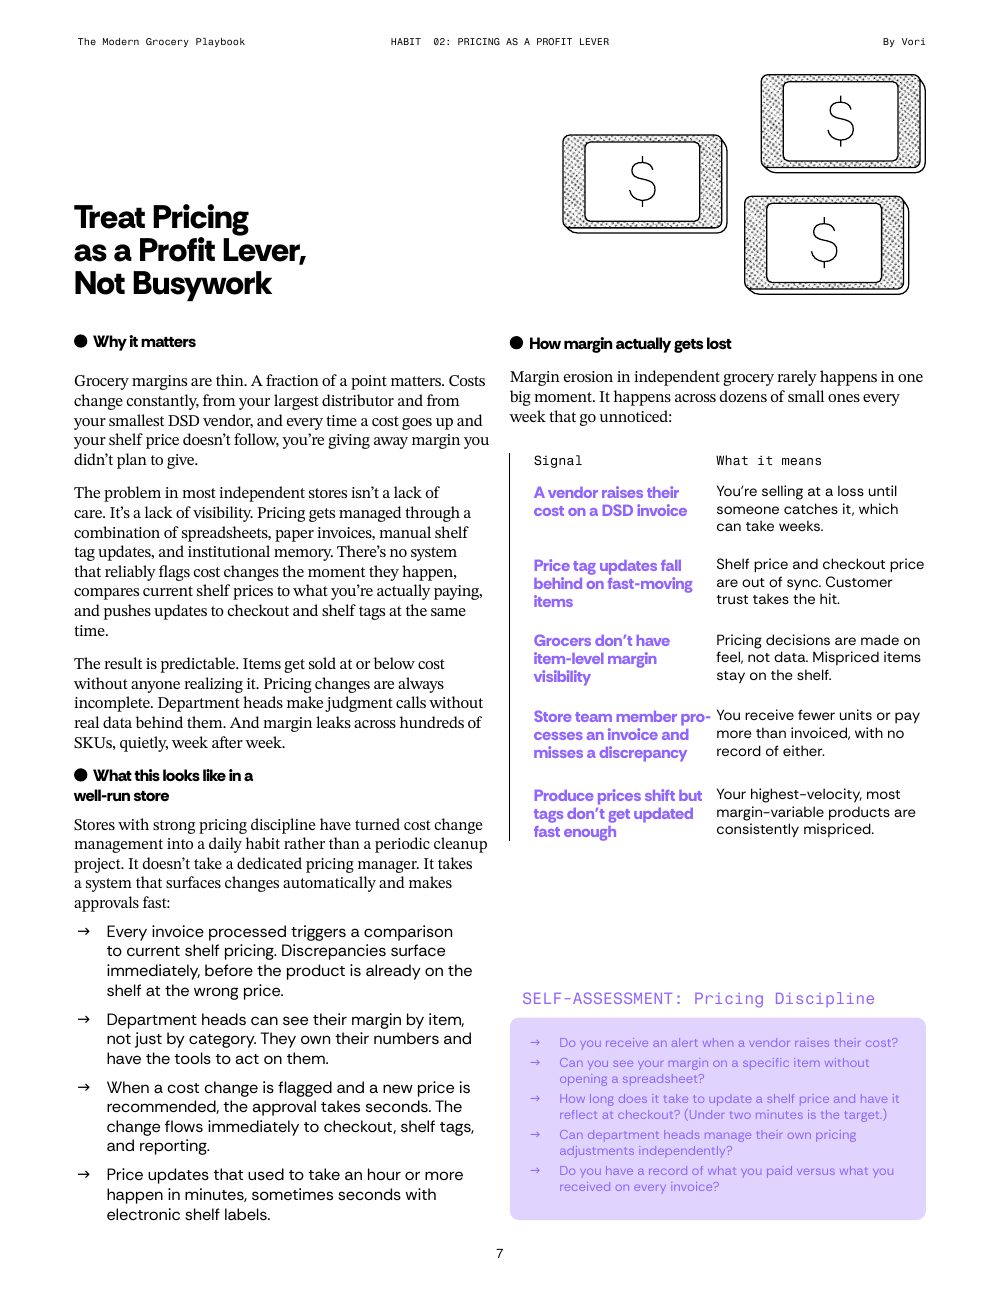 The Modern Grocery Playbook
HABIT  02: PRICING AS A PROFIT LEVER
By Vori
$
$
$
Treat Pricing
as a Profit Lever,
Not Busywork
● Why it matters
Grocery margins are thin. A fraction of a point matters. Costs
change constantly, from your largest distributor and from
your smallest DSD vendor, and every time a cost goes up and
your shelf price doesn’t follow, you’re giving away margin you
didn’t plan to give.
The problem in most independent stores isn’t a lack of
care. It’s a lack of visibility. Pricing gets managed through a
combination of spreadsheets, paper invoices, manual shelf
tag updates, and institutional memory. There’s no system
that reliably flags cost changes the moment they happen,
compares current shelf prices to what you’re actually paying,
and pushes updates to checkout and shelf tags at the same
time.
The result is predictable. Items get sold at or below cost
without anyone realizing it. Pricing changes are always
incomplete. Department heads make judgment calls without
real data behind them. And margin leaks across hundreds of
SKUs, quietly, week after week.
● What this looks like in a
well-run store
Stores with strong pricing discipline have turned cost change
management into a daily habit rather than a periodic cleanup
project. It doesn’t take a dedicated pricing manager. It takes
a system that surfaces changes automatically and makes
approvals fast:
→ Every invoice processed triggers a comparison
to current shelf pricing. Discrepancies surface
immediately, before the product is already on the
shelf at the wrong price.
→ Department heads can see their margin by item,
not just by category. They own their numbers and
have the tools to act on them.
→ When a cost change is flagged and a new price is
recommended, the approval takes seconds. The
change flows immediately to checkout, shelf tags,
and reporting.
→ Price updates that used to take an hour or more
happen in minutes, sometimes seconds with
electronic shelf labels.
● How margin actually gets lost
Margin erosion in independent grocery rarely happens in one
big moment. It happens across dozens of small ones every
week that go unnoticed:
Signal
What it means
A vendor raises their
cost on a DSD invoice
You’re selling at a loss until
someone catches it, which
can take weeks.
Price tag updates fall
behind on fast-moving
items
Shelf price and checkout price
are out of sync. Customer
trust takes the hit.
Grocers don’t have
item-level margin
visibility
Pricing decisions are made on
feel, not data. Mispriced items
stay on the shelf.
Store team member pro-
cesses an invoice and
misses a discrepancy
You receive fewer units or pay
more than invoiced, with no
record of either.
Produce prices shift but
tags don’t get updated
fast enough
Your highest-velocity, most
margin-variable products are
consistently mispriced.
SELF-ASSESSMENT: Pricing Discipline
→ Do you receive an alert when a vendor raises their cost?
→ Can you see your margin on a specific item without
opening a spreadsheet?
→ How long does it take to update a shelf price and have it
reflect at checkout? (Under two minutes is the target.)
→ Can department heads manage their own pricing
adjustments independently?
→ Do you have a record of what you paid versus what you
received on every invoice?
7